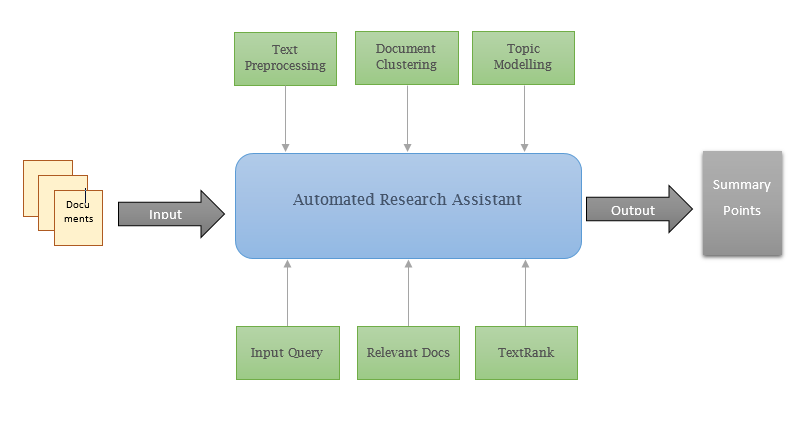 Text
Preprocessing
Document
Clustering
Topic
Modelling
Docu
ments
Input
Automated Research Assistant
Output
Summary
Points
Input Query
Relevant Docs
TextRank